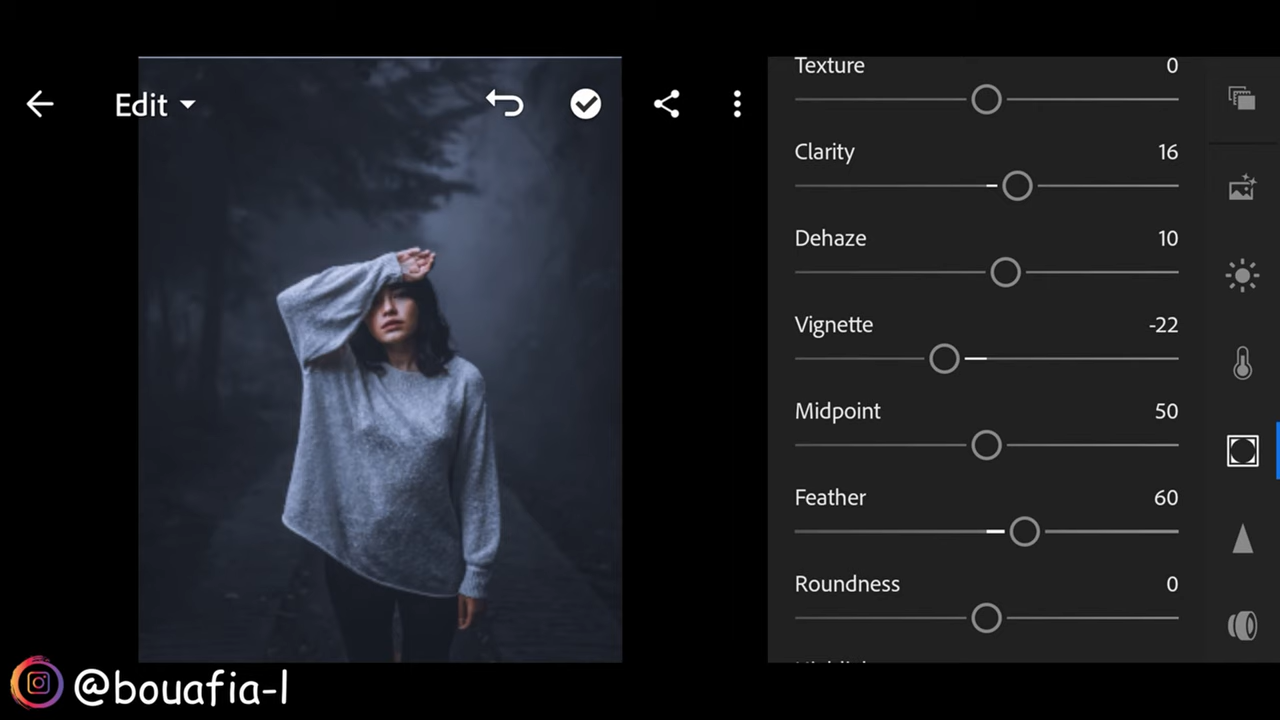 Edit
Texture 0
Clarity 16
Dehaze 10
Vignette -22
Midpoint 50
Feather 60
Roundness 0
@bouafia-l